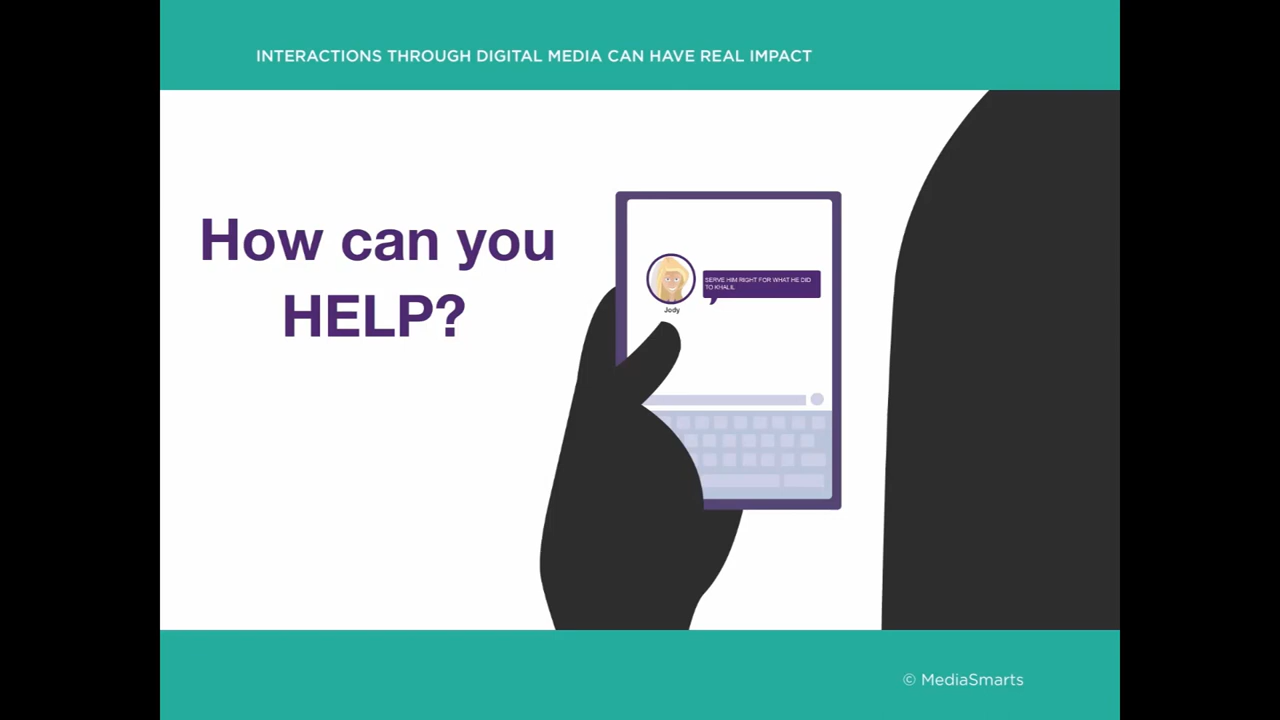 INTERACTIONS THROUGH DIGITAL MEDIA CAN HAVE REAL IMPACT
How can you
HELP?
SERVE HIM RIGHT FOR WHAT HE DID
TO KHALIL
Jody
© MediaSmarts